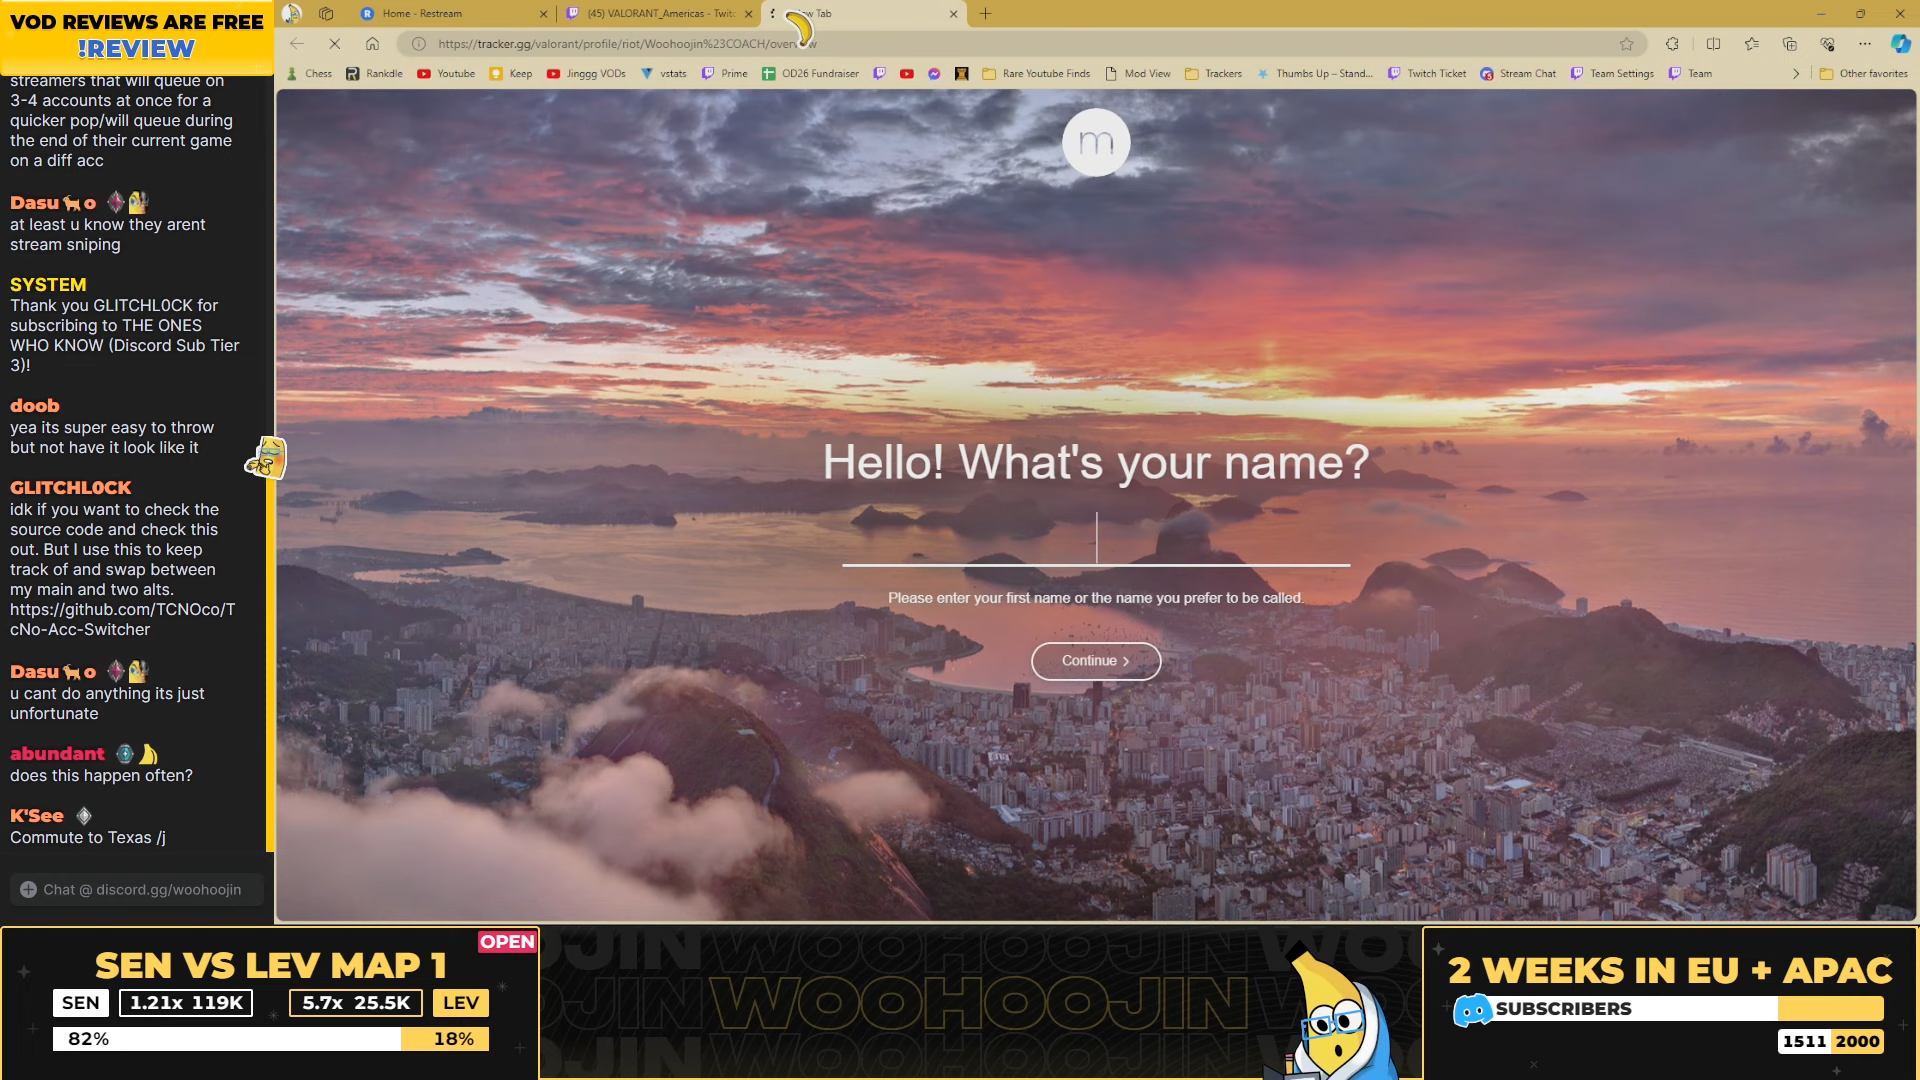 VOD REVIEWS ARE FREE
!REVIEW
streamers that will queue on
3-4 accounts at once for a
quicker pop/will queue during
the end of their current game
on a diff acc
Dasu o
at least u know they arent
stream sniping
SYSTEM
Thank you GLITCHL0CK for
subscribing to THE ONES
WHO KNOW (Discord Sub Tier
3)!
doob
yea its super easy to throw
but not have it look like it
GLITCHL0CK
idk if you want to check the
source code and check this
out. But I use this to keep
track of and swap between
my main and two alts.
https://github.com/TCNOco/T
cNo-Acc-Switcher
Dasu o
u cant do anything its just
unfortunate
abundant
does this happen often?
K'See
Commute to Texas /j
Chat @ discord.gg/woohoojin
Home - Restream
(45) VALORANT_Americas - Twitc
Tab
https://tracker.gg/valorant/profile/riot/Woohoojin%23COACH/overview
Chess
Rankdle
Youtube
Keep
Jinggg VODs
vstats
Prime
OD26 Fundraiser
Rare Youtube Finds
Mod View
Trackers
Thumbs Up – Stand...
Twitch Ticket
Stream Chat
Team Settings
Team
Other favorites
m
Hello! What's your name?
Please enter your first name or the name you prefer to be called.
Continue
OPEN
SEN VS LEV MAP 1
SEN 1.21x 119K 5.7x 25.5K LEV
82% 18%
WOOHOOJIN
2 WEEKS IN EU + APAC
SUBSCRIBERS
1511 2000